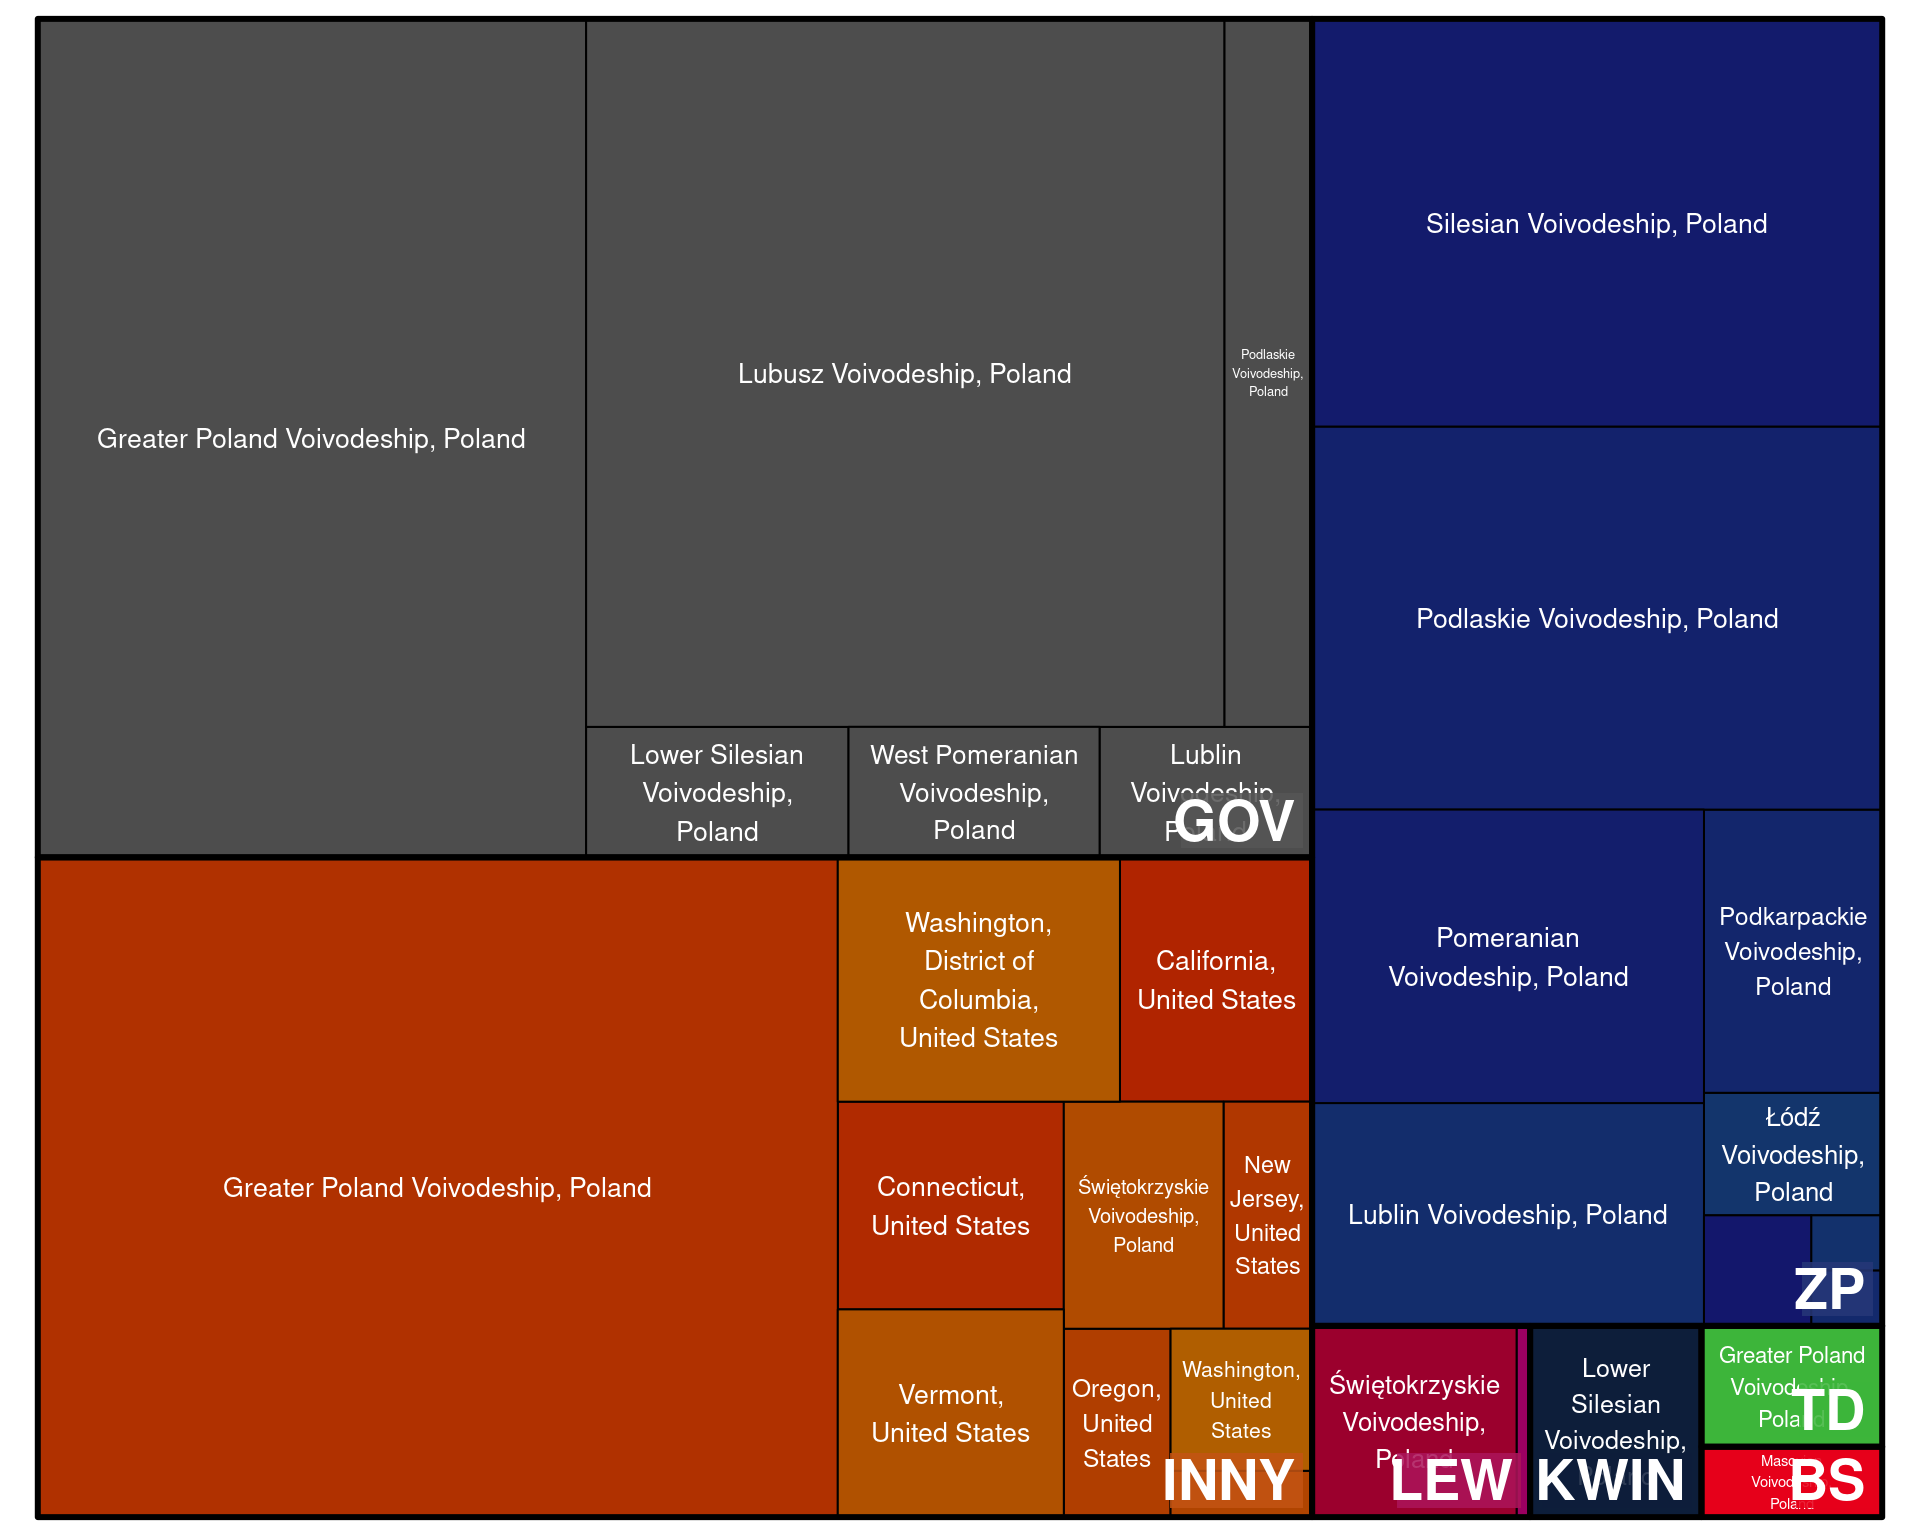 Greater Poland Voivodeship, Poland
Lubusz Voivodeship, Poland
Podlaskie
Voivodeship,
Poland
Lower Silesian
Voivodeship,
Poland
West Pomeranian
Voivodeship,
Poland
Lublin
Voivodeship,
GOV
Silesian Voivodeship, Poland
Podlaskie Voivodeship, Poland
Pomeranian
Voivodeship, Poland
Podkarpackie
Voivodeship,
Poland
Łódź
Voivodeship,
Poland
Lublin Voivodeship, Poland
ZP
Greater Poland Voivodeship, Poland
Washington,
District of
Columbia,
United States
California,
United States
Connecticut,
United States
Świętokrzyskie
Voivodeship,
Poland
New
Jersey,
United
States
Vermont,
United States
Oregon,
United
States
Washington,
United
States
INNY
Świętokrzyskie
Voivodeship,
Poland
LEW
Lower
Silesian
Voivodeship,
KWIN
Greater Poland
Voivodeship,
Poland
TD
BS